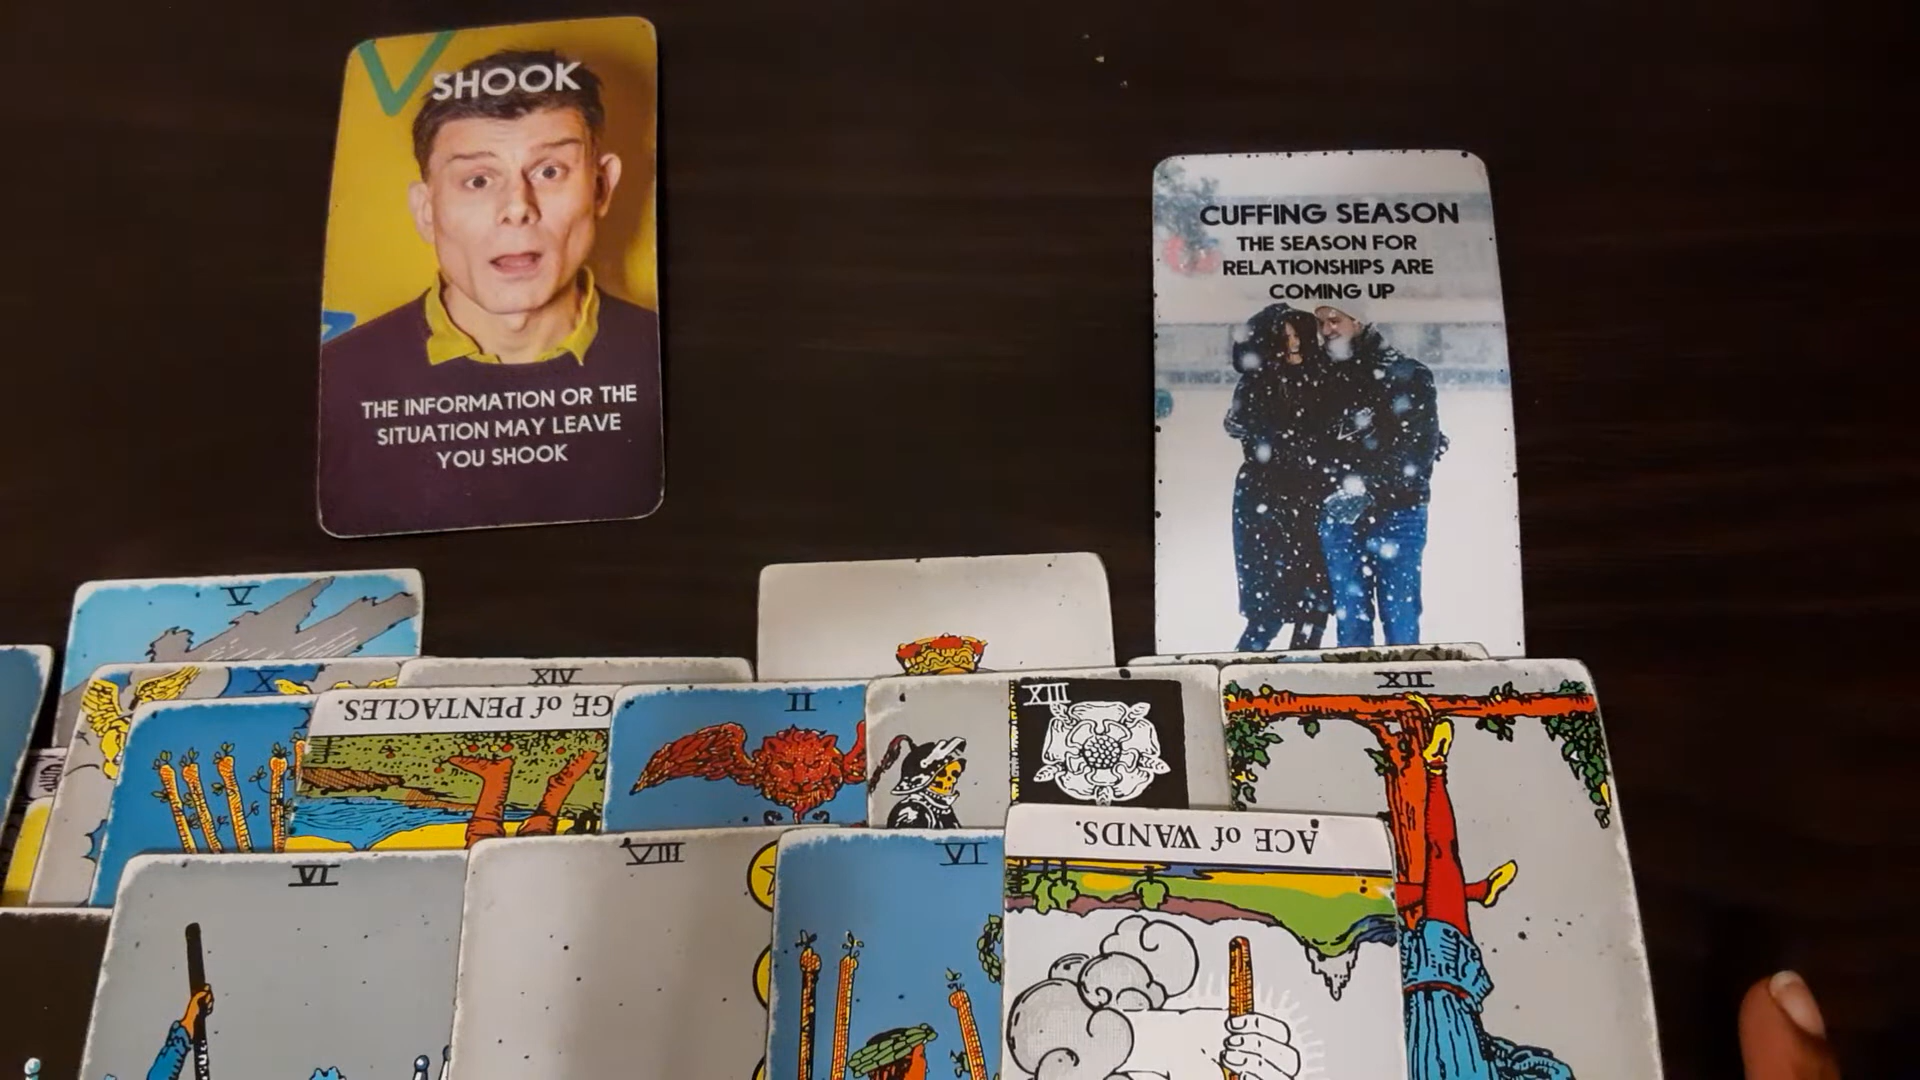 SHOOK
THE INFORMATION OR THE
SITUATION MAY LEAVE
YOU SHOOK
CUFFING SEASON
THE SEASON FOR
RELATIONSHIPS ARE
COMING UP
V
X
XIX
GE of PENTACLES.
II
XIII
XII
VI
VIII
VI
ACE of WANDS.